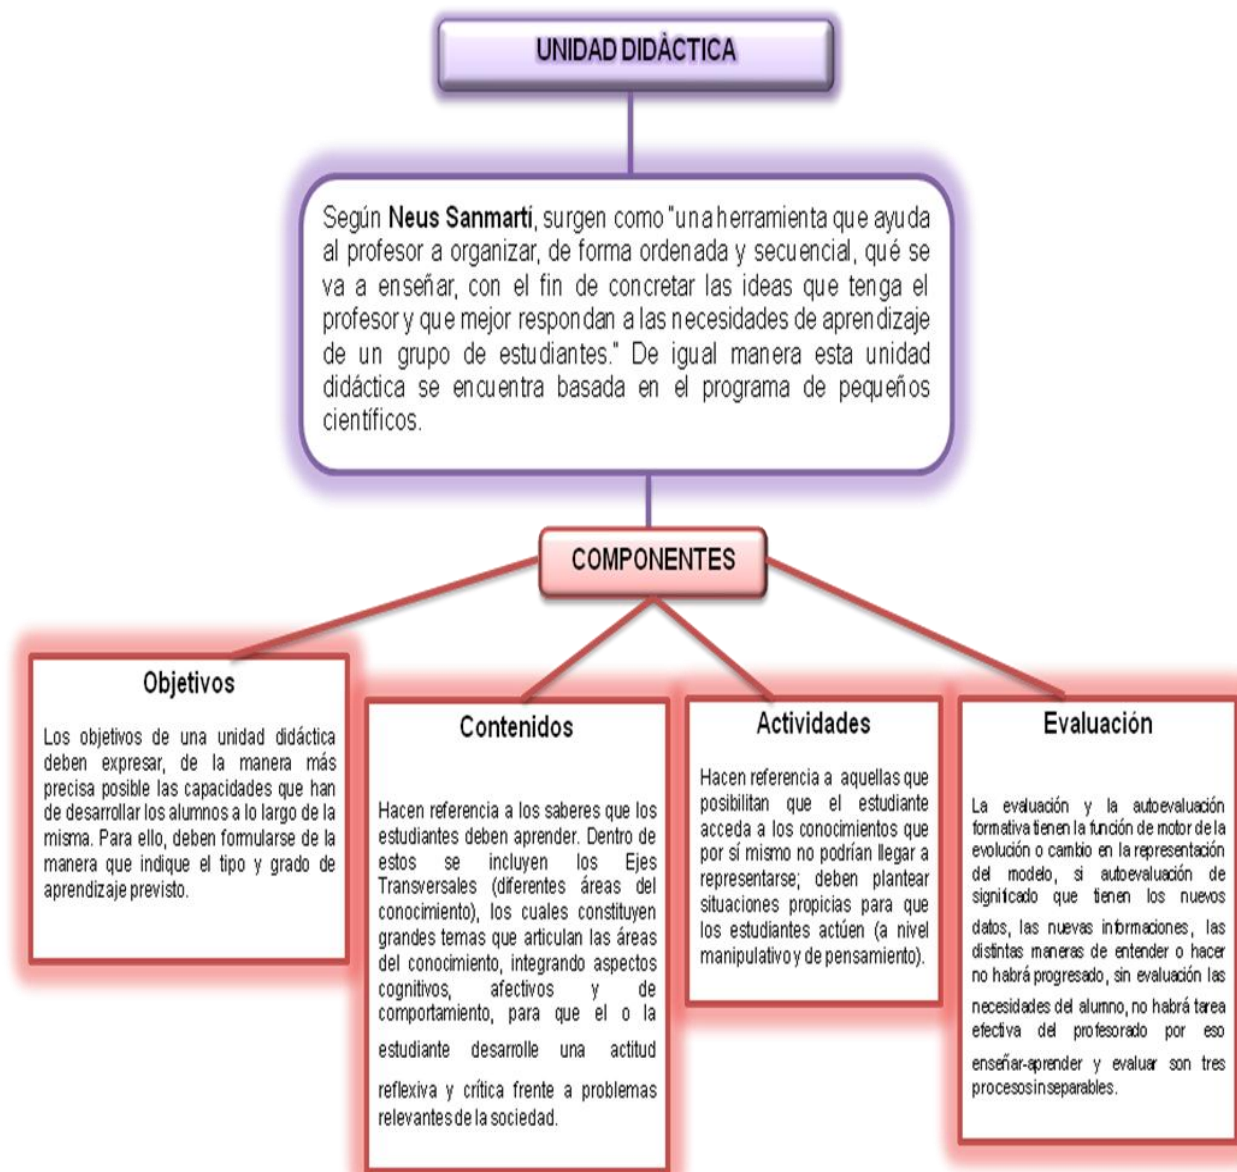 UNIDAD DIDÁCTICA
Según Neus Sanmartí, surgen como "una herramienta que ayuda
al profesor a organizar, de forma ordenada y secuencial, qué se
va a enseñar, con el fin de concretar las ideas que tenga el
profesor y que mejor respondan a las necesidades de aprendizaje
de un grupo de estudiantes." De igual manera esta unidad
didáctica se encuentra basada en el programa de pequeños
científicos.
COMPONENTES
Objetivos
Los objetivos de una unidad didáctica
deben expresar, de la manera más
precisa posible las capacidades que han
de desarrollar los alumnos a lo largo de la
misma. Para ello, deben formularse de la
manera que indique el tipo y grado de
aprendizaje previsto.
Contenidos
Hacen referencia a los saberes que los
estudiantes deben aprender. Dentro de
estos se incluyen los Ejes
Transversales (diferentes áreas del
conocimiento), los cuales constituyen
grandes temas que articulan las áreas
del conocimiento, integrando aspectos
cognitivos, afectivos y de
comportamiento, para que el o la
estudiante desarrolle una actitud
reflexiva y crítica frente a problemas
relevantes de la sociedad.
Actividades
Hacen referencia a aquellas que
posibilitan que el estudiante
acceda a los conocimientos que
por sí mismo no podrían llegar a
representarse; deben plantear
situaciones propicias para que
los estudiantes actúen (a nivel
manipulativo y de pensamiento).
Evaluación
La evaluación y la autoevaluación
formativa tienen la función de motor de la
evolución o cambio en la representación
del modelo, si autoevaluación de
significado que tienen los nuevos
datos, las nuevas informaciones, las
distintas maneras de entender o hacer
no habrá progresado, sin evaluación las
necesidades del alumno, no habrá tarea
efectiva del profesorado por eso
enseñar-aprender y evaluar son tres
procesos inseparables.